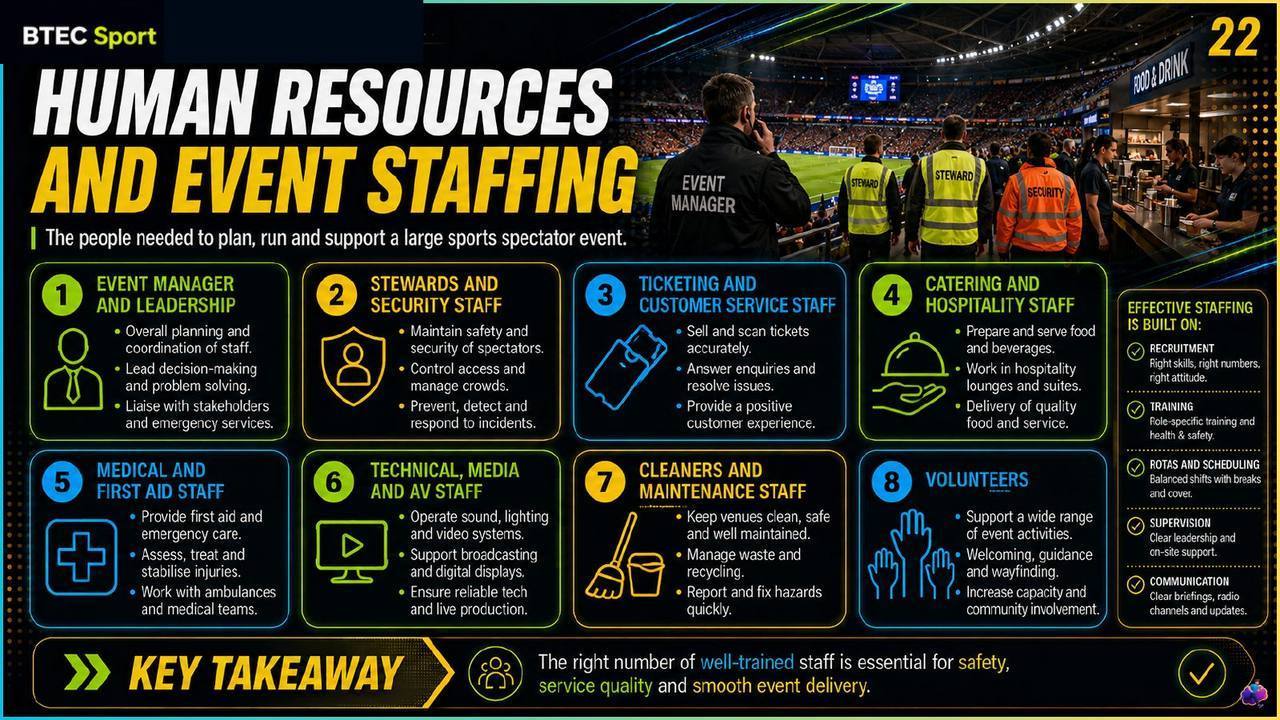 BTEC Sport
22
HUMAN RESOURCES
AND EVENT STAFFING
The people needed to plan, run and support a large sports spectator event.
EVENT
MANAGER
STEWARD
STEWARD
SECURITY
FOOD & DRINK
1
EVENT MANAGER
AND LEADERSHIP
• Overall planning and
coordination of staff.
• Lead decision-making
and problem solving.
• Liaise with stakeholders
and emergency services.
2
STEWARDS AND
SECURITY STAFF
• Maintain safety and
security of spectators.
• Control access and
manage crowds.
• Prevent, detect and
respond to incidents.
3
TICKETING AND
CUSTOMER SERVICE STAFF
• Sell and scan tickets
accurately.
• Answer enquiries and
resolve issues.
• Provide a positive
customer experience.
4
CATERING AND
HOSPITALITY STAFF
• Prepare and serve food
and beverages.
• Work in hospitality
lounges and suites.
• Delivery of quality
food and service.
5
MEDICAL AND
FIRST AID STAFF
• Provide first aid and
emergency care.
• Assess, treat and
stabilise injuries.
• Work with ambulances
and medical teams.
6
TECHNICAL, MEDIA
AND AV STAFF
• Operate sound, lighting
and video systems.
• Support broadcasting
and digital displays.
• Ensure reliable tech
and live production.
7
CLEANERS AND
MAINTENANCE STAFF
• Keep venues clean, safe
and well maintained.
• Manage waste and
recycling.
• Report and fix hazards
quickly.
8
VOLUNTEERS
• Support a wide range
of event activities.
• Welcoming, guidance
and wayfinding.
• Increase capacity and
community involvement.
EFFECTIVE STAFFING
IS BUILT ON:
RECRUITMENT
Right skills, right numbers,
right attitude.
TRAINING
Role-specific training and
health & safety.
ROTAS AND SCHEDULING
Balanced shifts with breaks
and cover.
SUPERVISION
Clear leadership and
on-site support.
COMMUNICATION
Clear briefings, radio
channels and updates.
KEY TAKEAWAY
The right number of well-trained staff is essential for safety,
service quality and smooth event delivery.